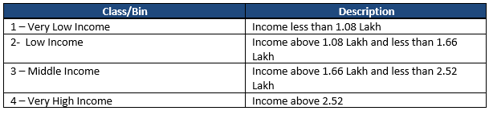 Class/Bin Description
1 – Very Low Income Income less than 1.08 Lakh
2- Low Income Income above 1.08 Lakh and less than 1.66
Lakh
3 – Middle Income Income above 1.66 Lakh and less than 2.52
Lakh
4 – Very High Income Income above 2.52